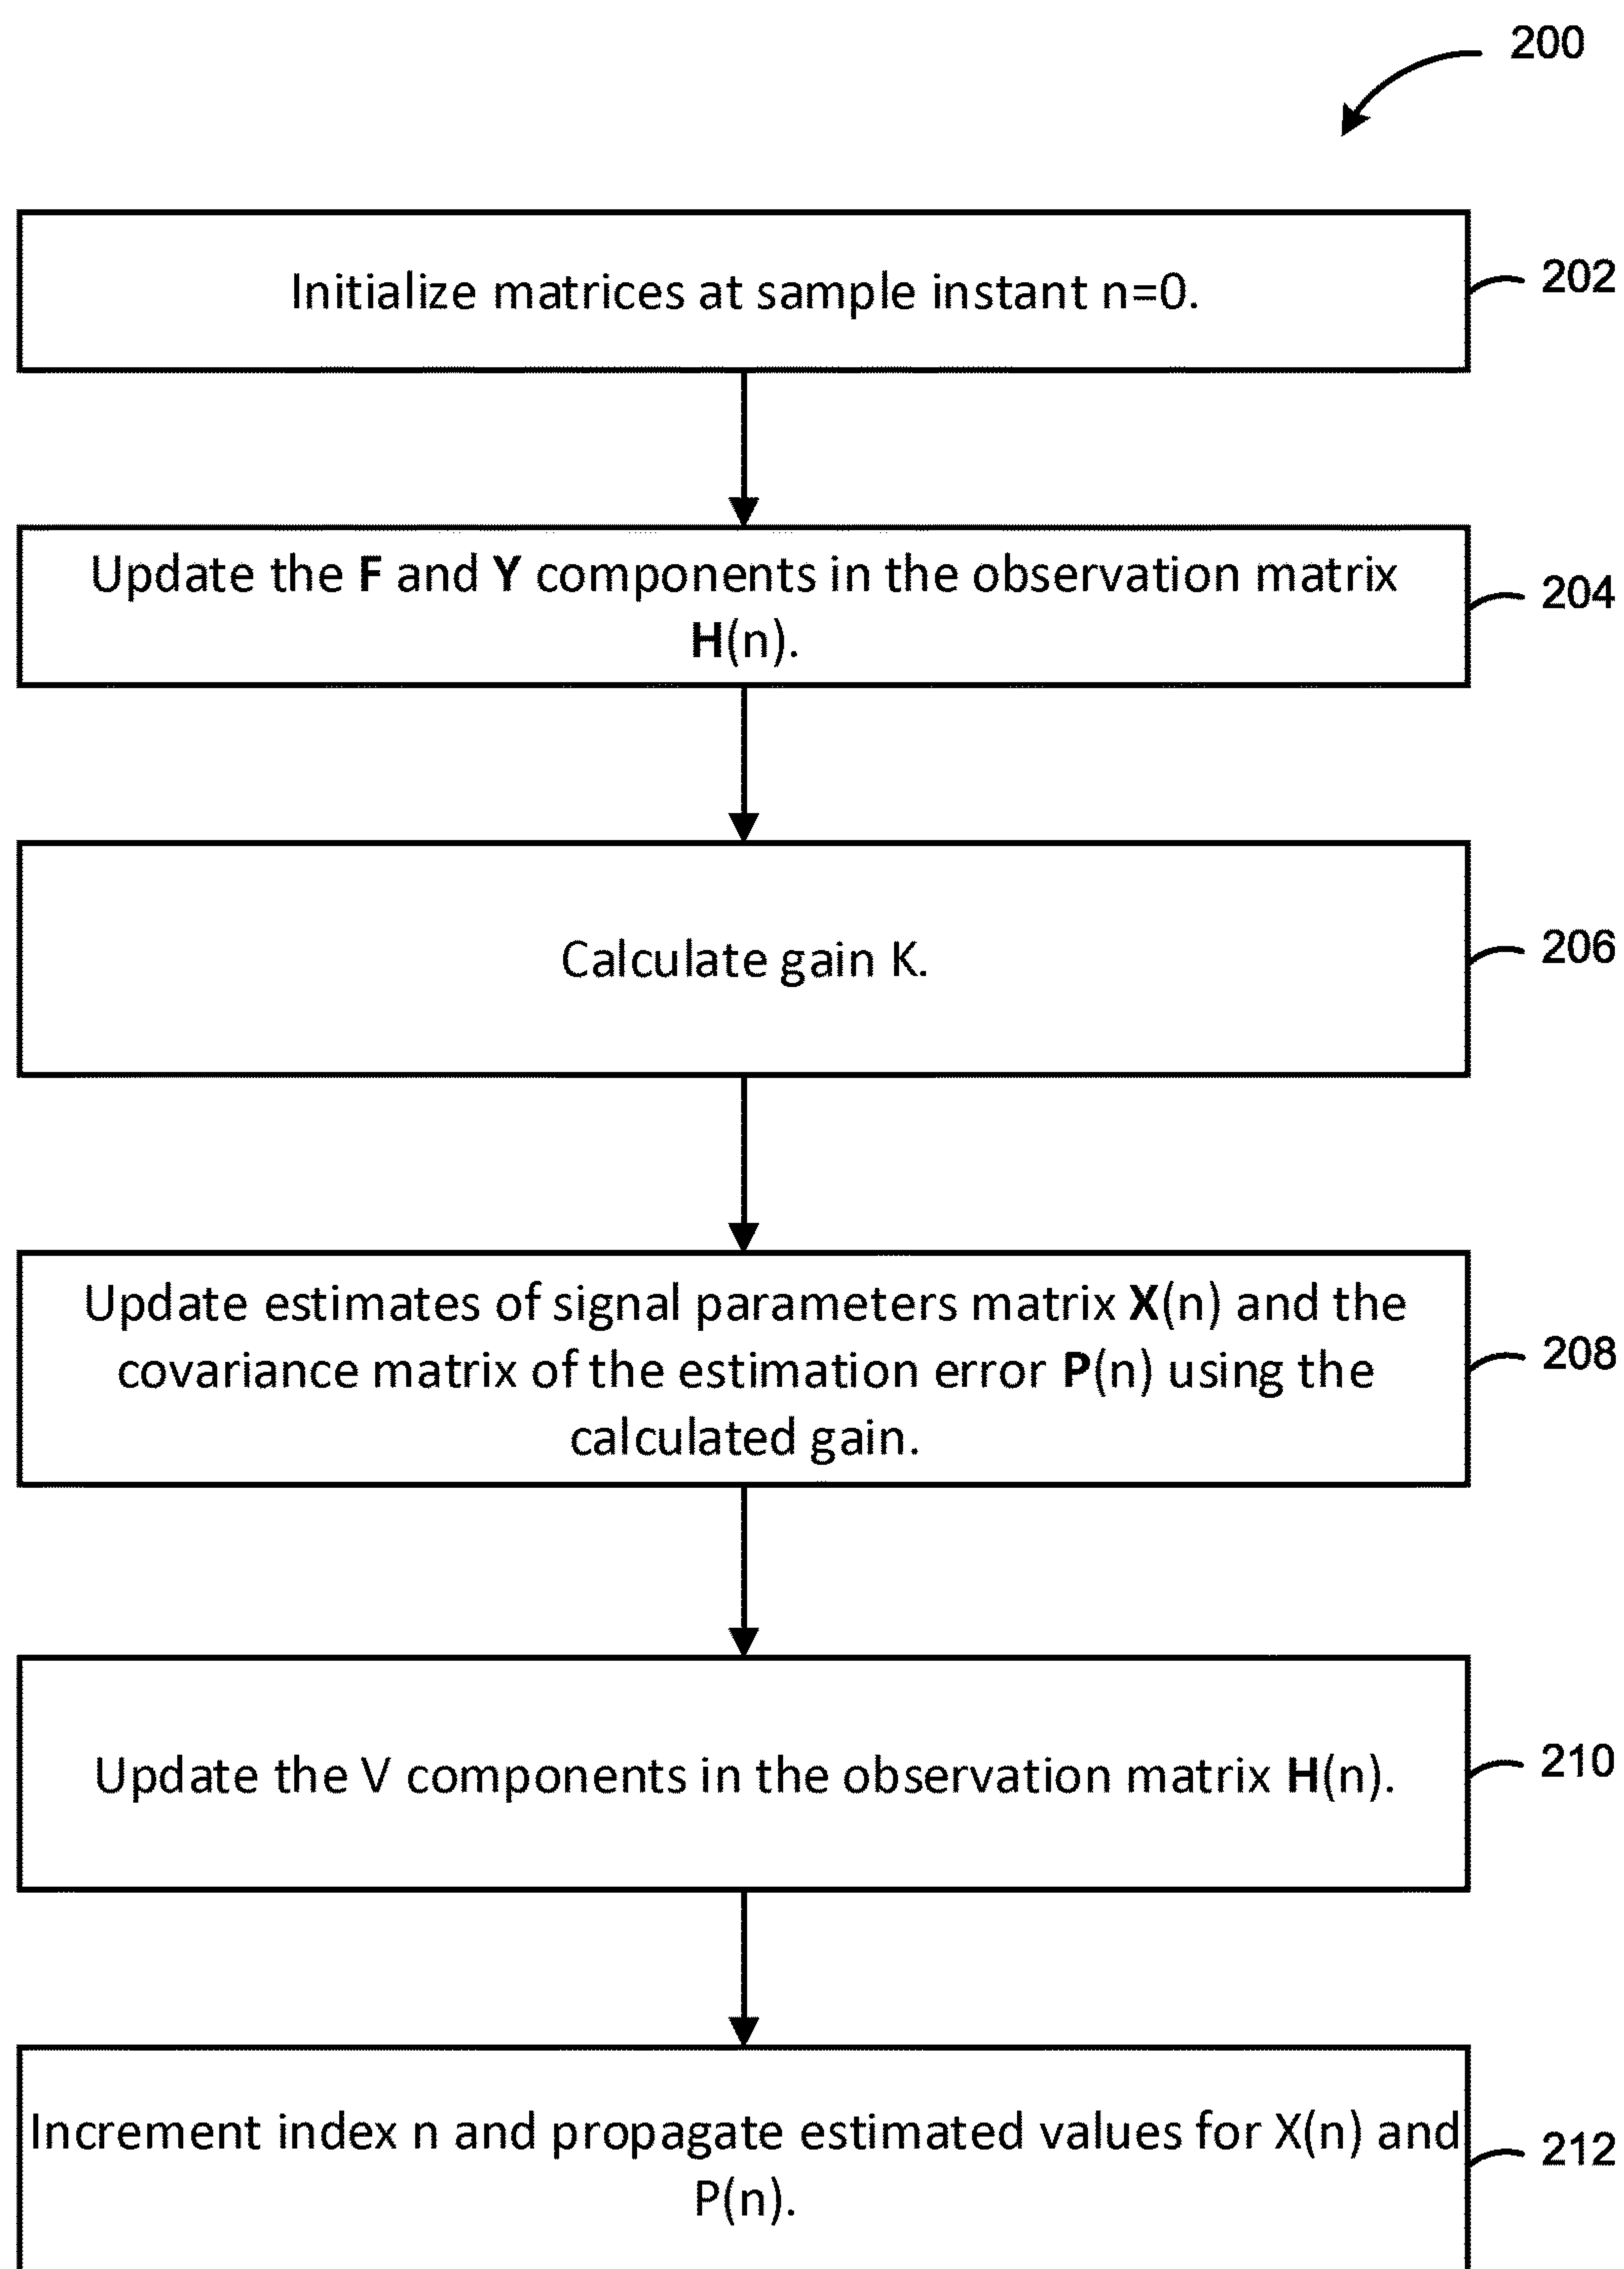 200
Initialize matrices at sample instant n=0.
202
Update the F and Y components in the observation matrix
H(n).
204
Calculate gain K.
206
Update estimates of signal parameters matrix X(n) and the
covariance matrix of the estimation error P(n) using the
calculated gain.
208
Update the V components in the observation matrix H(n).
210
Increment index n and propagate estimated values for X(n) and
P(n).
212